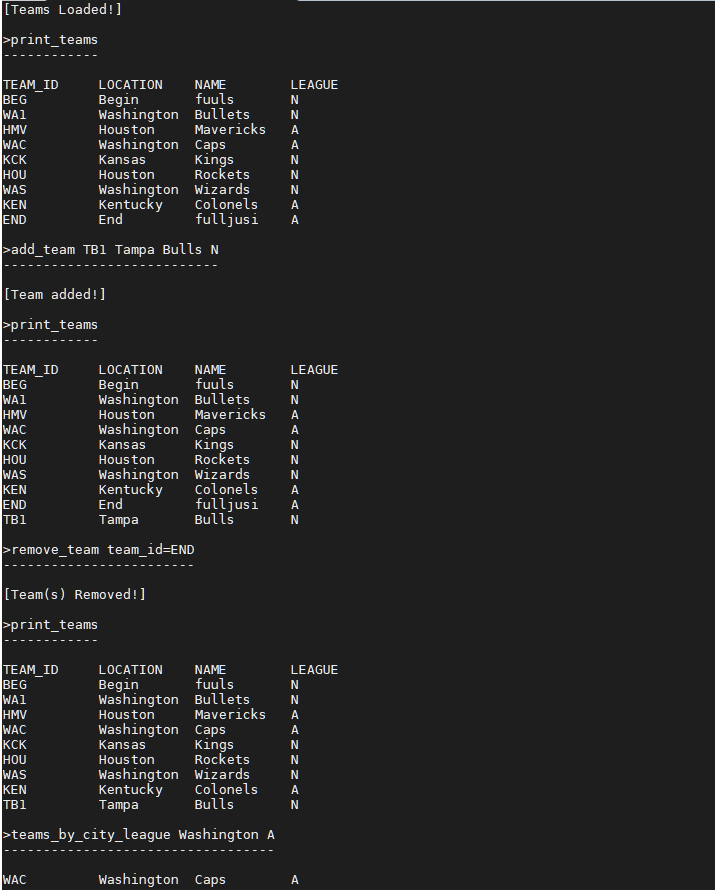 [Teams Loaded!]
>print_teams
------------
TEAM_ID     LOCATION    NAME        LEAGUE
BEG         Begin       fuuls       N
WA1         Washington  Bullets     N
HMV         Houston     Mavericks   A
WAC         Washington  Caps        A
KCK         Kansas      Kings       N
HOU         Houston     Rockets     N
WAS         Washington  Wizards     N
KEN         Kentucky    Colonels    A
END         End         fulljusi    A
>add_team TB1 Tampa Bulls N
---------------------------
[Team added!]
>print_teams
------------
TEAM_ID     LOCATION    NAME        LEAGUE
BEG         Begin       fuuls       N
WA1         Washington  Bullets     N
HMV         Houston     Mavericks   A
WAC         Washington  Caps        A
KCK         Kansas      Kings       N
HOU         Houston     Rockets     N
WAS         Washington  Wizards     N
KEN         Kentucky    Colonels    A
END         End         fulljusi    A
TB1         Tampa       Bulls       N
>remove_team team_id=END
------------------------
[Team(s) Removed!]
>print_teams
------------
TEAM_ID     LOCATION    NAME        LEAGUE
BEG         Begin       fuuls       N
WA1         Washington  Bullets     N
HMV         Houston     Mavericks   A
WAC         Washington  Caps        A
KCK         Kansas      Kings       N
HOU         Houston     Rockets     N
WAS         Washington  Wizards     N
KEN         Kentucky    Colonels    A
TB1         Tampa       Bulls       N
>teams_by_city_league Washington A
----------------------------------
WAC         Washington  Caps        A